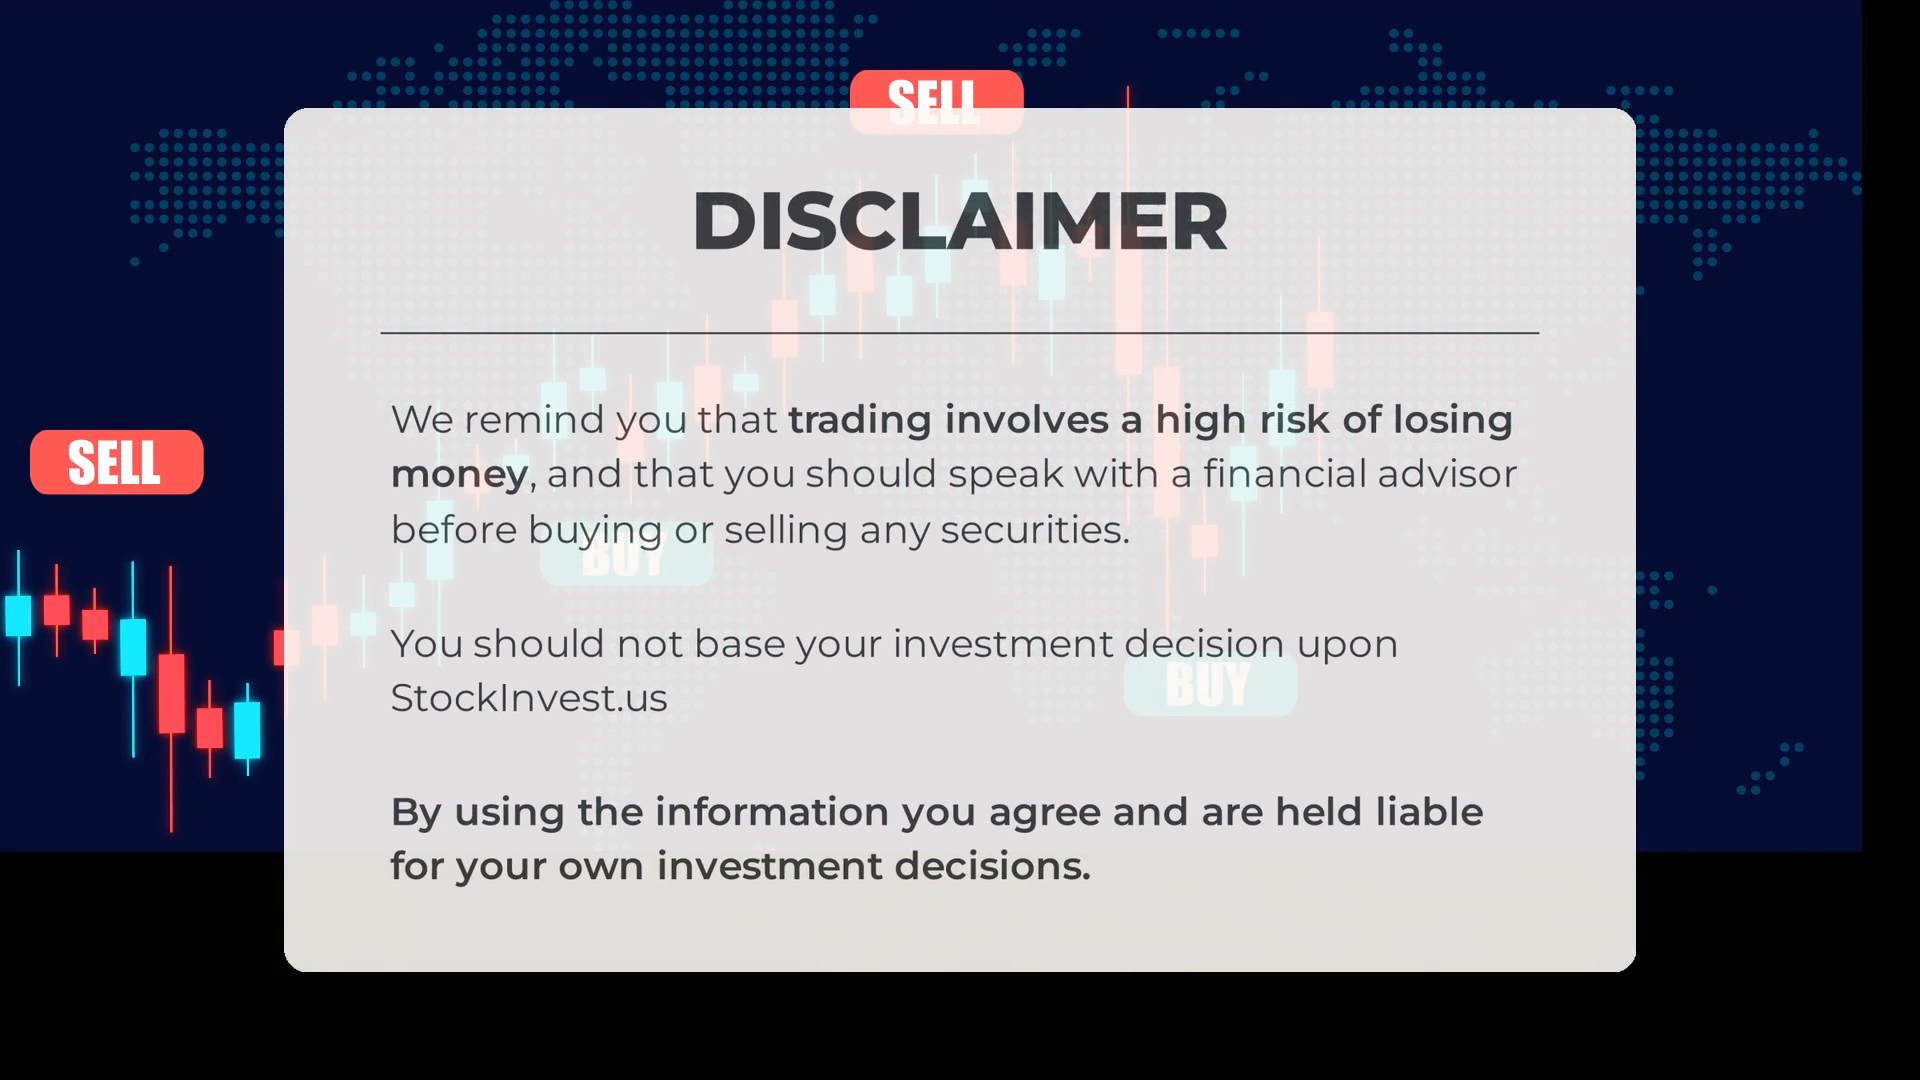 SELL
DISCLAIMER
We remind you that trading involves a high risk of losing
money, and that you should speak with a financial advisor
before buying or selling any securities.
SELL
BUY
You should not base your investment decision upon
StockInvest.us
BUY
By using the information you agree and are held liable
for your own investment decisions.